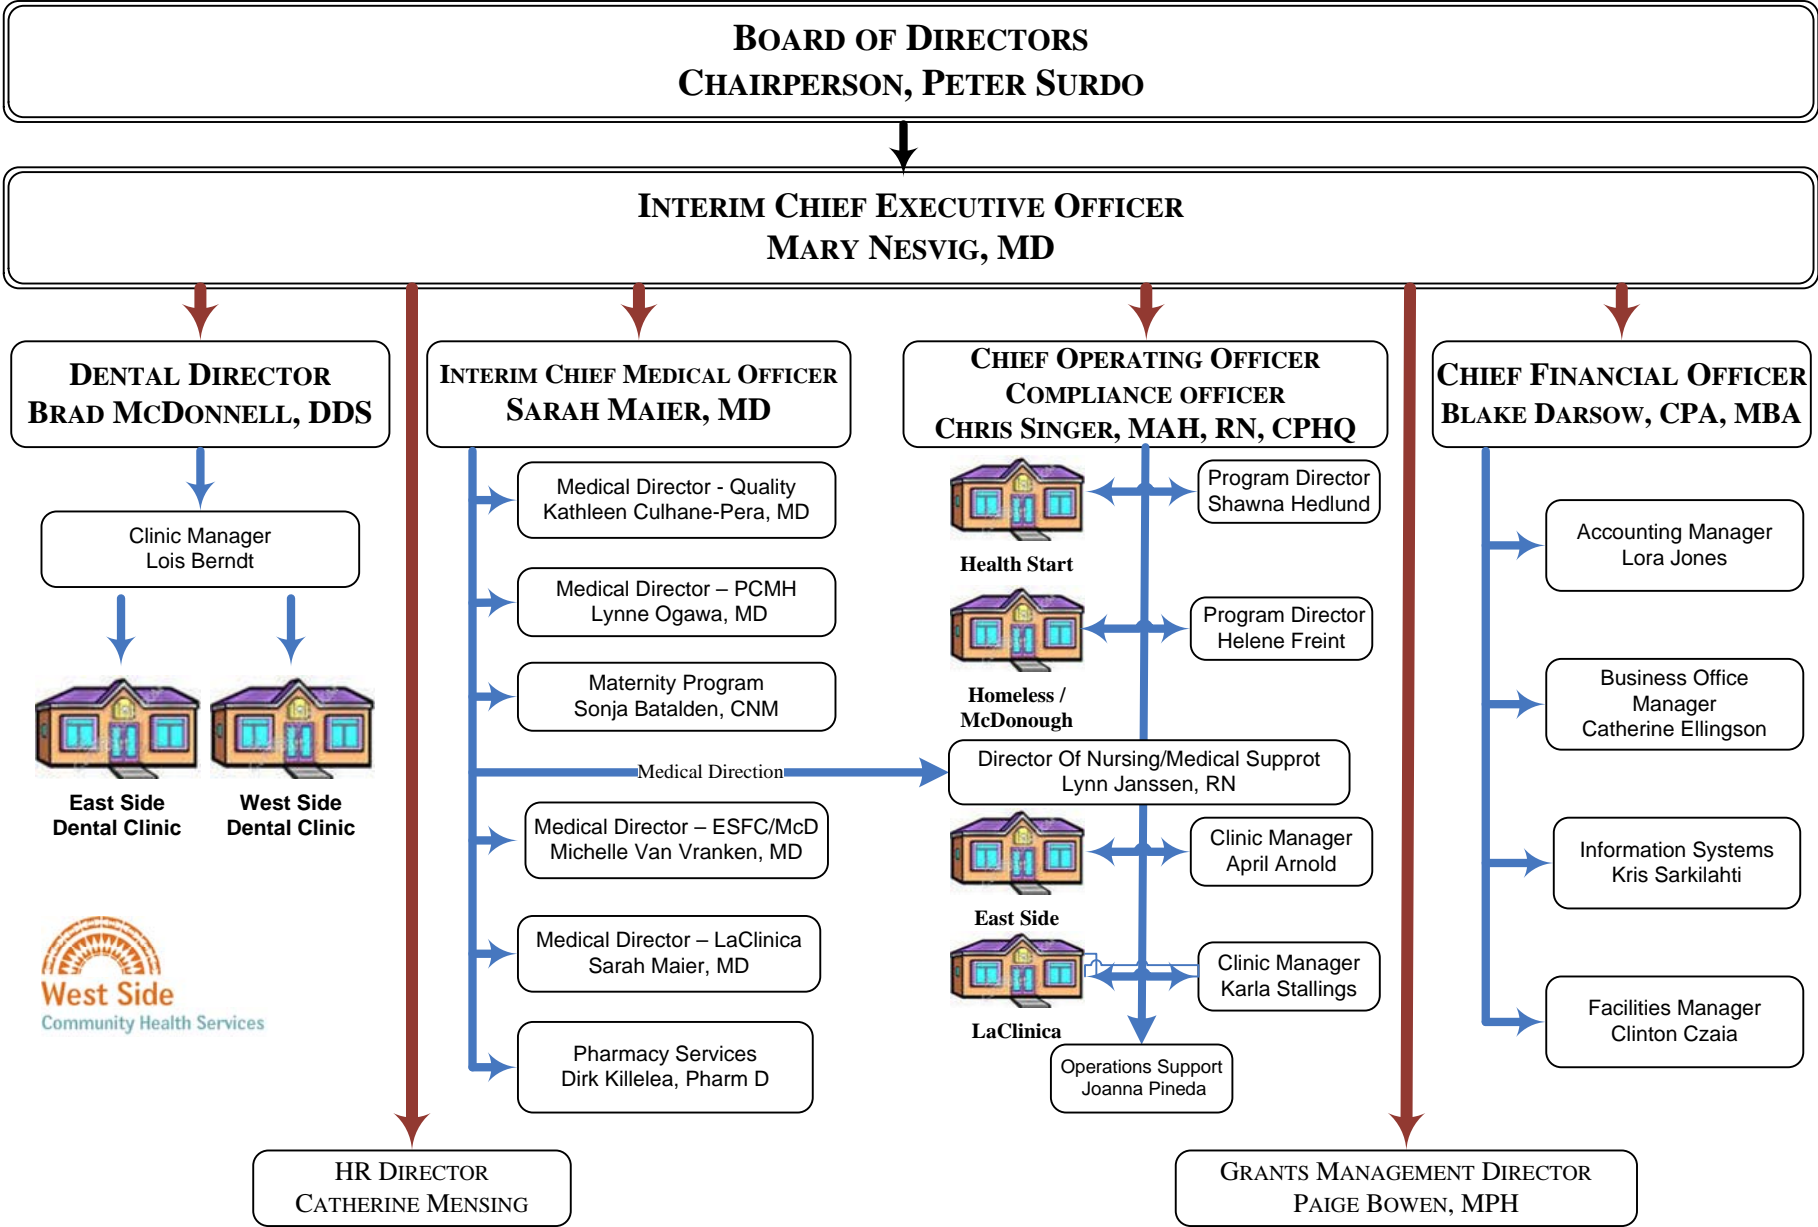 BOARD OF DIRECTORS
CHAIRPERSON, PETER SURDO
INTERIM CHIEF EXECUTIVE OFFICER
MARY NESVIG, MD
DENTAL DIRECTOR
BRAD MCDONNELL, DDS
Clinic Manager
Lois Berndt
East Side
Dental Clinic
West Side
Dental Clinic
West Side
Community Health Services
INTERIM CHIEF MEDICAL OFFICER
SARAH MAIER, MD
Medical Director - Quality
Kathleen Culhane-Pera, MD
Medical Director – PCMH
Lynne Ogawa, MD
Maternity Program
Sonja Batalden, CNM
Medical Direction
Medical Director – ESFC/McD
Michelle Van Vranken, MD
Medical Director – LaClinica
Sarah Maier, MD
Pharmacy Services
Dirk Killelea, Pharm D
CHIEF OPERATING OFFICER
COMPLIANCE OFFICER
CHRIS SINGER, MAH, RN, CPHQ
Health Start
Program Director
Shawna Hedlund
Homeless /
McDonough
Program Director
Helene Freint
Director Of Nursing/Medical Supprot
Lynn Janssen, RN
East Side
Clinic Manager
April Arnold
LaClinica
Clinic Manager
Karla Stallings
Operations Support
Joanna Pineda
CHIEF FINANCIAL OFFICER
BLAKE DARSOW, CPA, MBA
Accounting Manager
Lora Jones
Business Office
Manager
Catherine Ellingson
Information Systems
Kris Sarkilahti
Facilities Manager
Clinton Czaia
HR DIRECTOR
CATHERINE MENSING
GRANTS MANAGEMENT DIRECTOR
PAIGE BOWEN, MPH